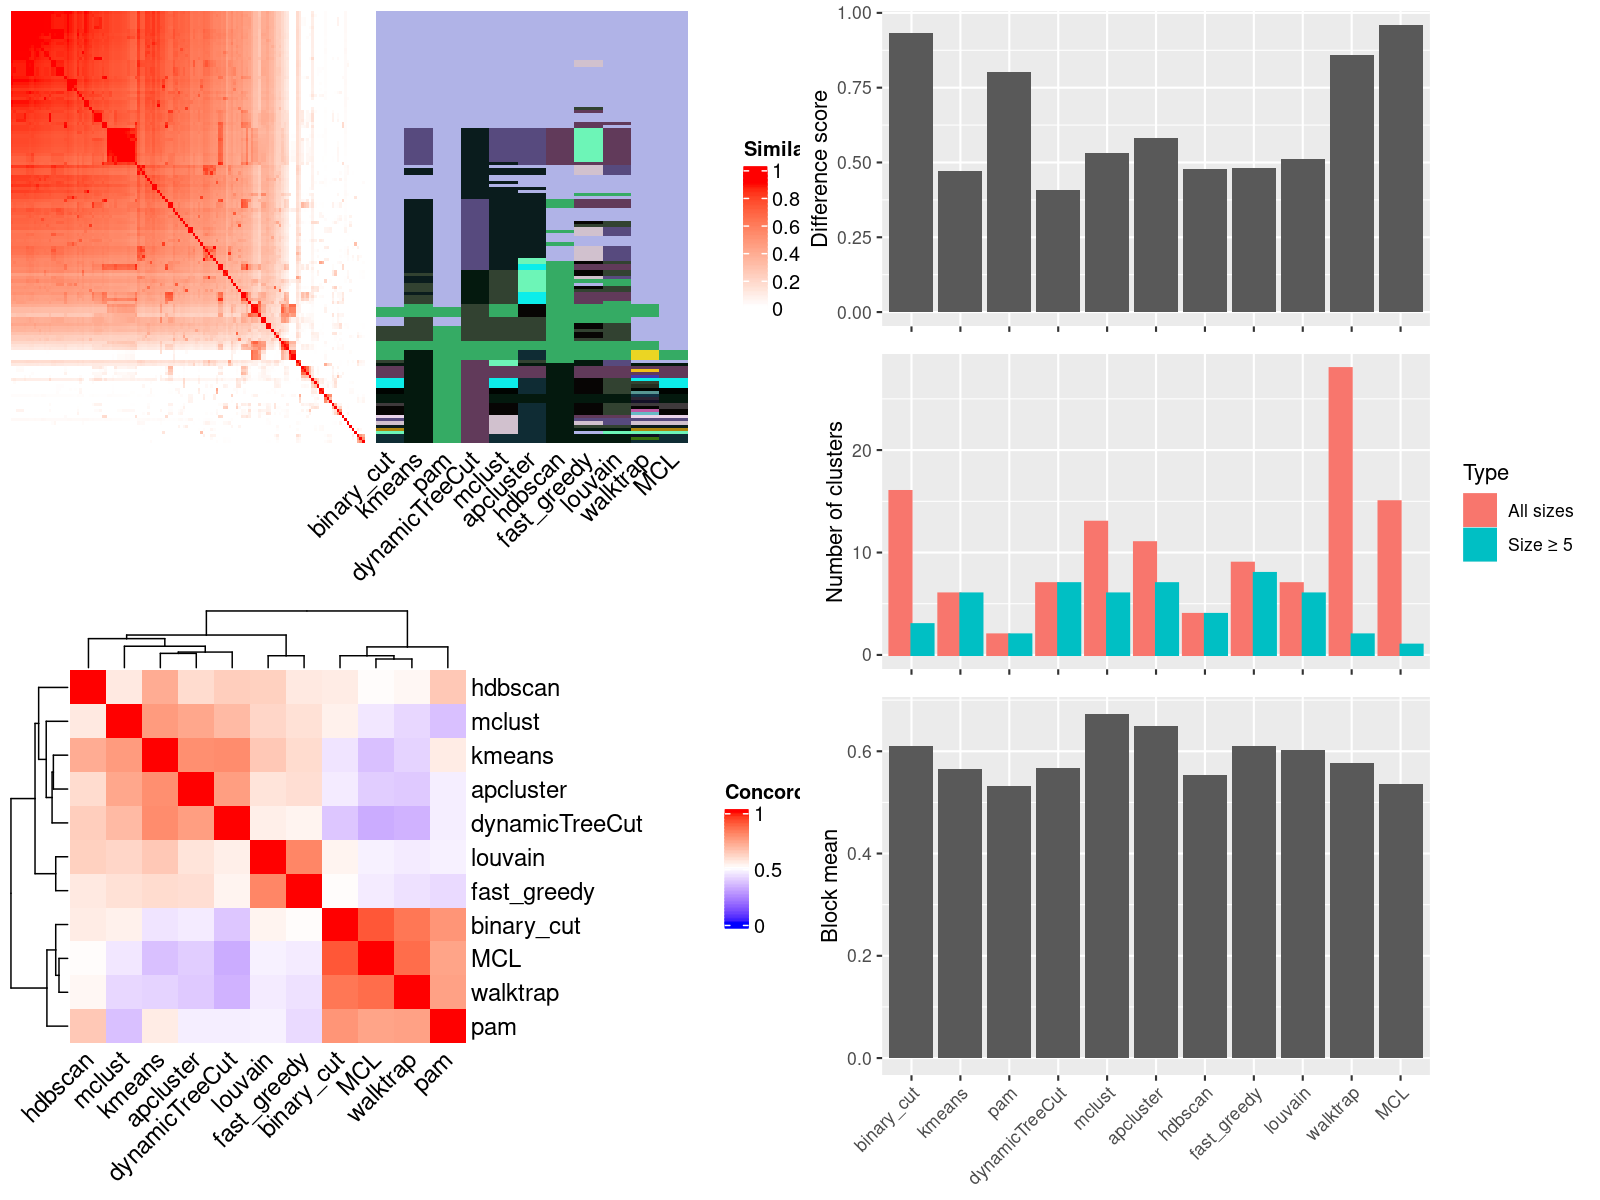 Simila
1
0.8
0.6
0.4
0.2
0
binary_cut
kmeans
pam
dynamicTreeCut
mclust
apcluster
hdbscan
fast_greedy
louvain
walktrap
MCL
hdbscan
mclust
kmeans
apcluster
dynamicTreeCut
louvain
fast_greedy
binary_cut
MCL
walktrap
pam
hdbscan
mclust
kmeans
apcluster
dynamicTreeCut
louvain
fast_greedy
binary_cut
MCL
walktrap
pam
Concord
1
0.5
0
Difference score
1.00
0.75
0.50
0.25
0.00
Number of clusters
20
10
0
Type
All sizes
Size ≥ 5
Block mean
0.6
0.4
0.2
0.0
binary_cut
kmeans
pam
dynamicTreeCut
mclust
apcluster
hdbscan
fast_greedy
louvain
walktrap
MCL